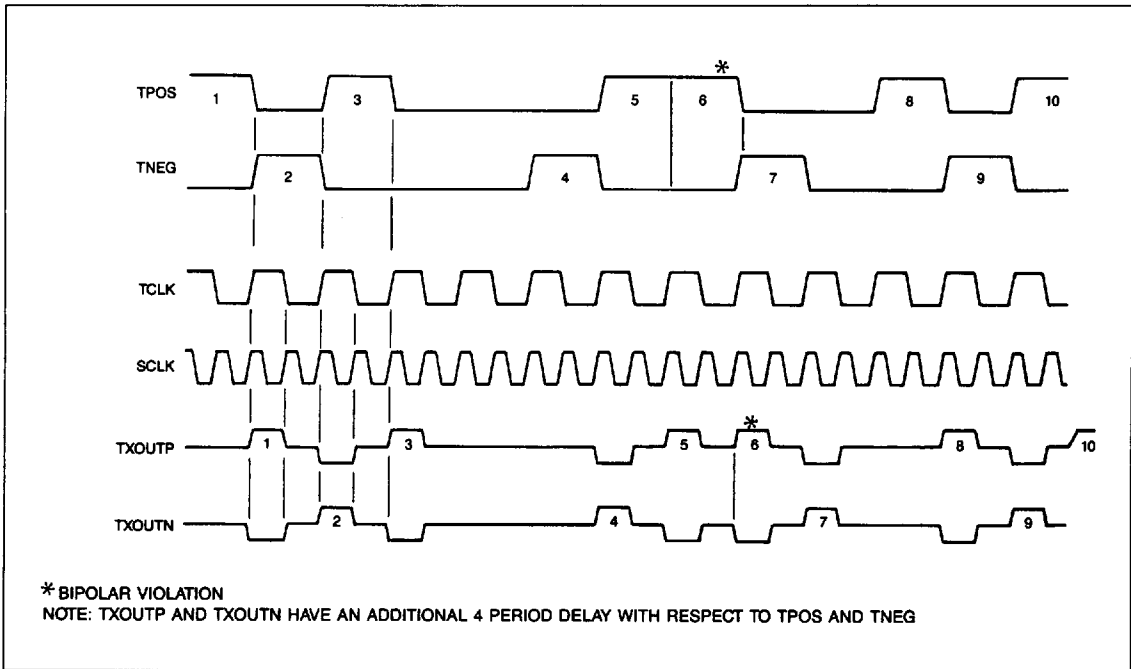 *
TPOS 1 3 5 6 8 10
TNEG 2 4 7 9
TCLK
SCLK
*
TXOUTP 1 3 5 6 8 10
TXOUTN 2 4 7 9
* BIPOLAR VIOLATION
NOTE: TXOUTP AND TXOUTN HAVE AN ADDITIONAL 4 PERIOD DELAY WITH RESPECT TO TPOS AND TNEG